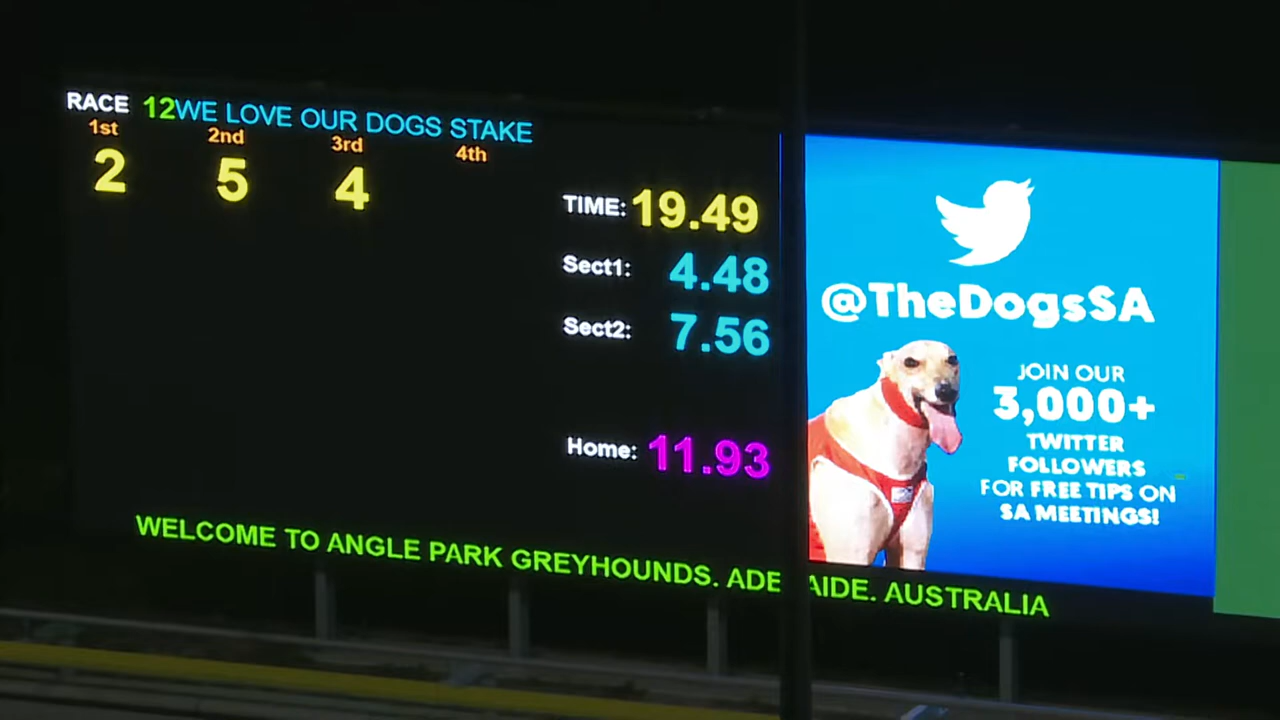 RACE 12WE LOVE OUR DOGS STAKE
1st 2nd 3rd 4th
2 5 4
TIME: 19.49
Sect1: 4.48
Sect2: 7.56
Home: 11.93
@TheDogsSA
JOIN OUR
3,000+
TWITTER
FOLLOWERS
FOR FREE TIPS ON
SA MEETINGS!
WELCOME TO ANGLE PARK GREYHOUNDS. ADE AIDE. AUSTRALIA